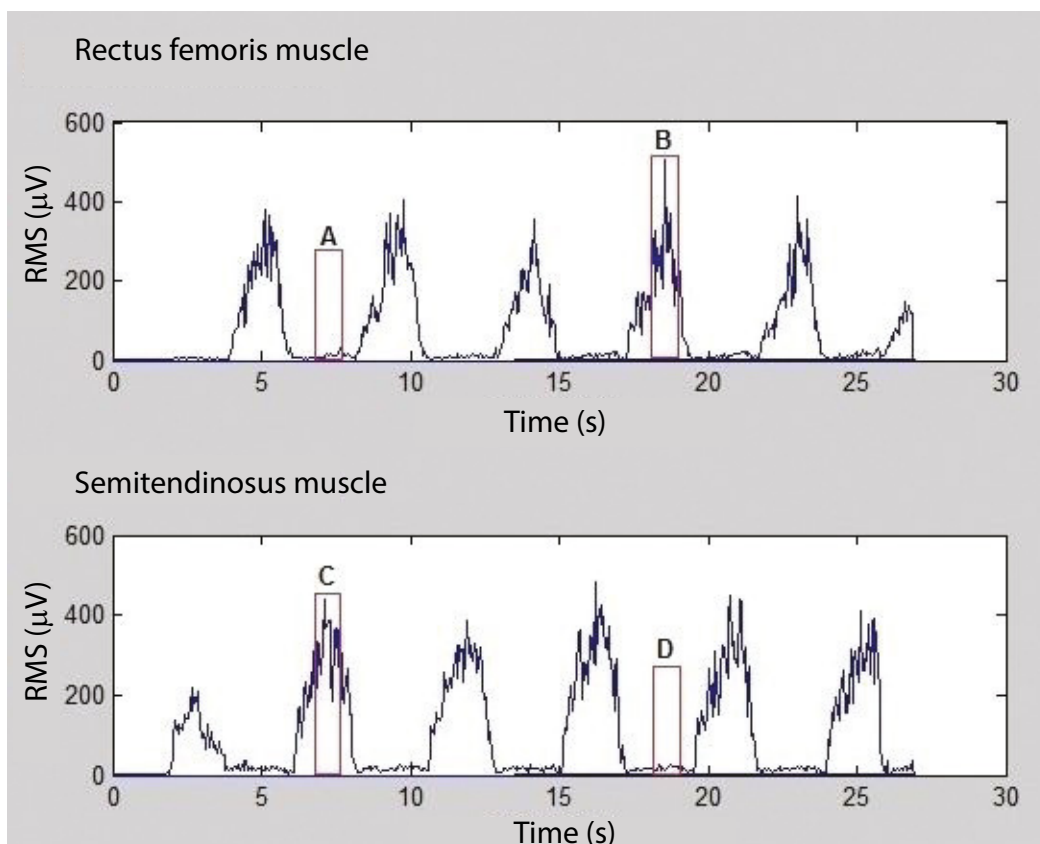 Rectus femoris muscle
600
400
200
0
RMS (μV)
A
B
0 5 10 15 20 25 30
Time (s)
Semitendinosus muscle
600
400
200
0
RMS (μV)
C
D
0 5 10 15 20 25 30
Time (s)